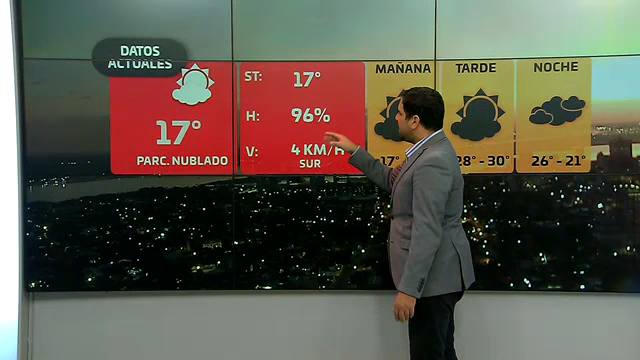 DATOS
ACTUALES
17°
PARC. NUBLADO
ST: 17°
H: 96%
V: 4 KM/H
SUR
MAÑANA
17°
TARDE
28° - 30°
NOCHE
26° - 21°